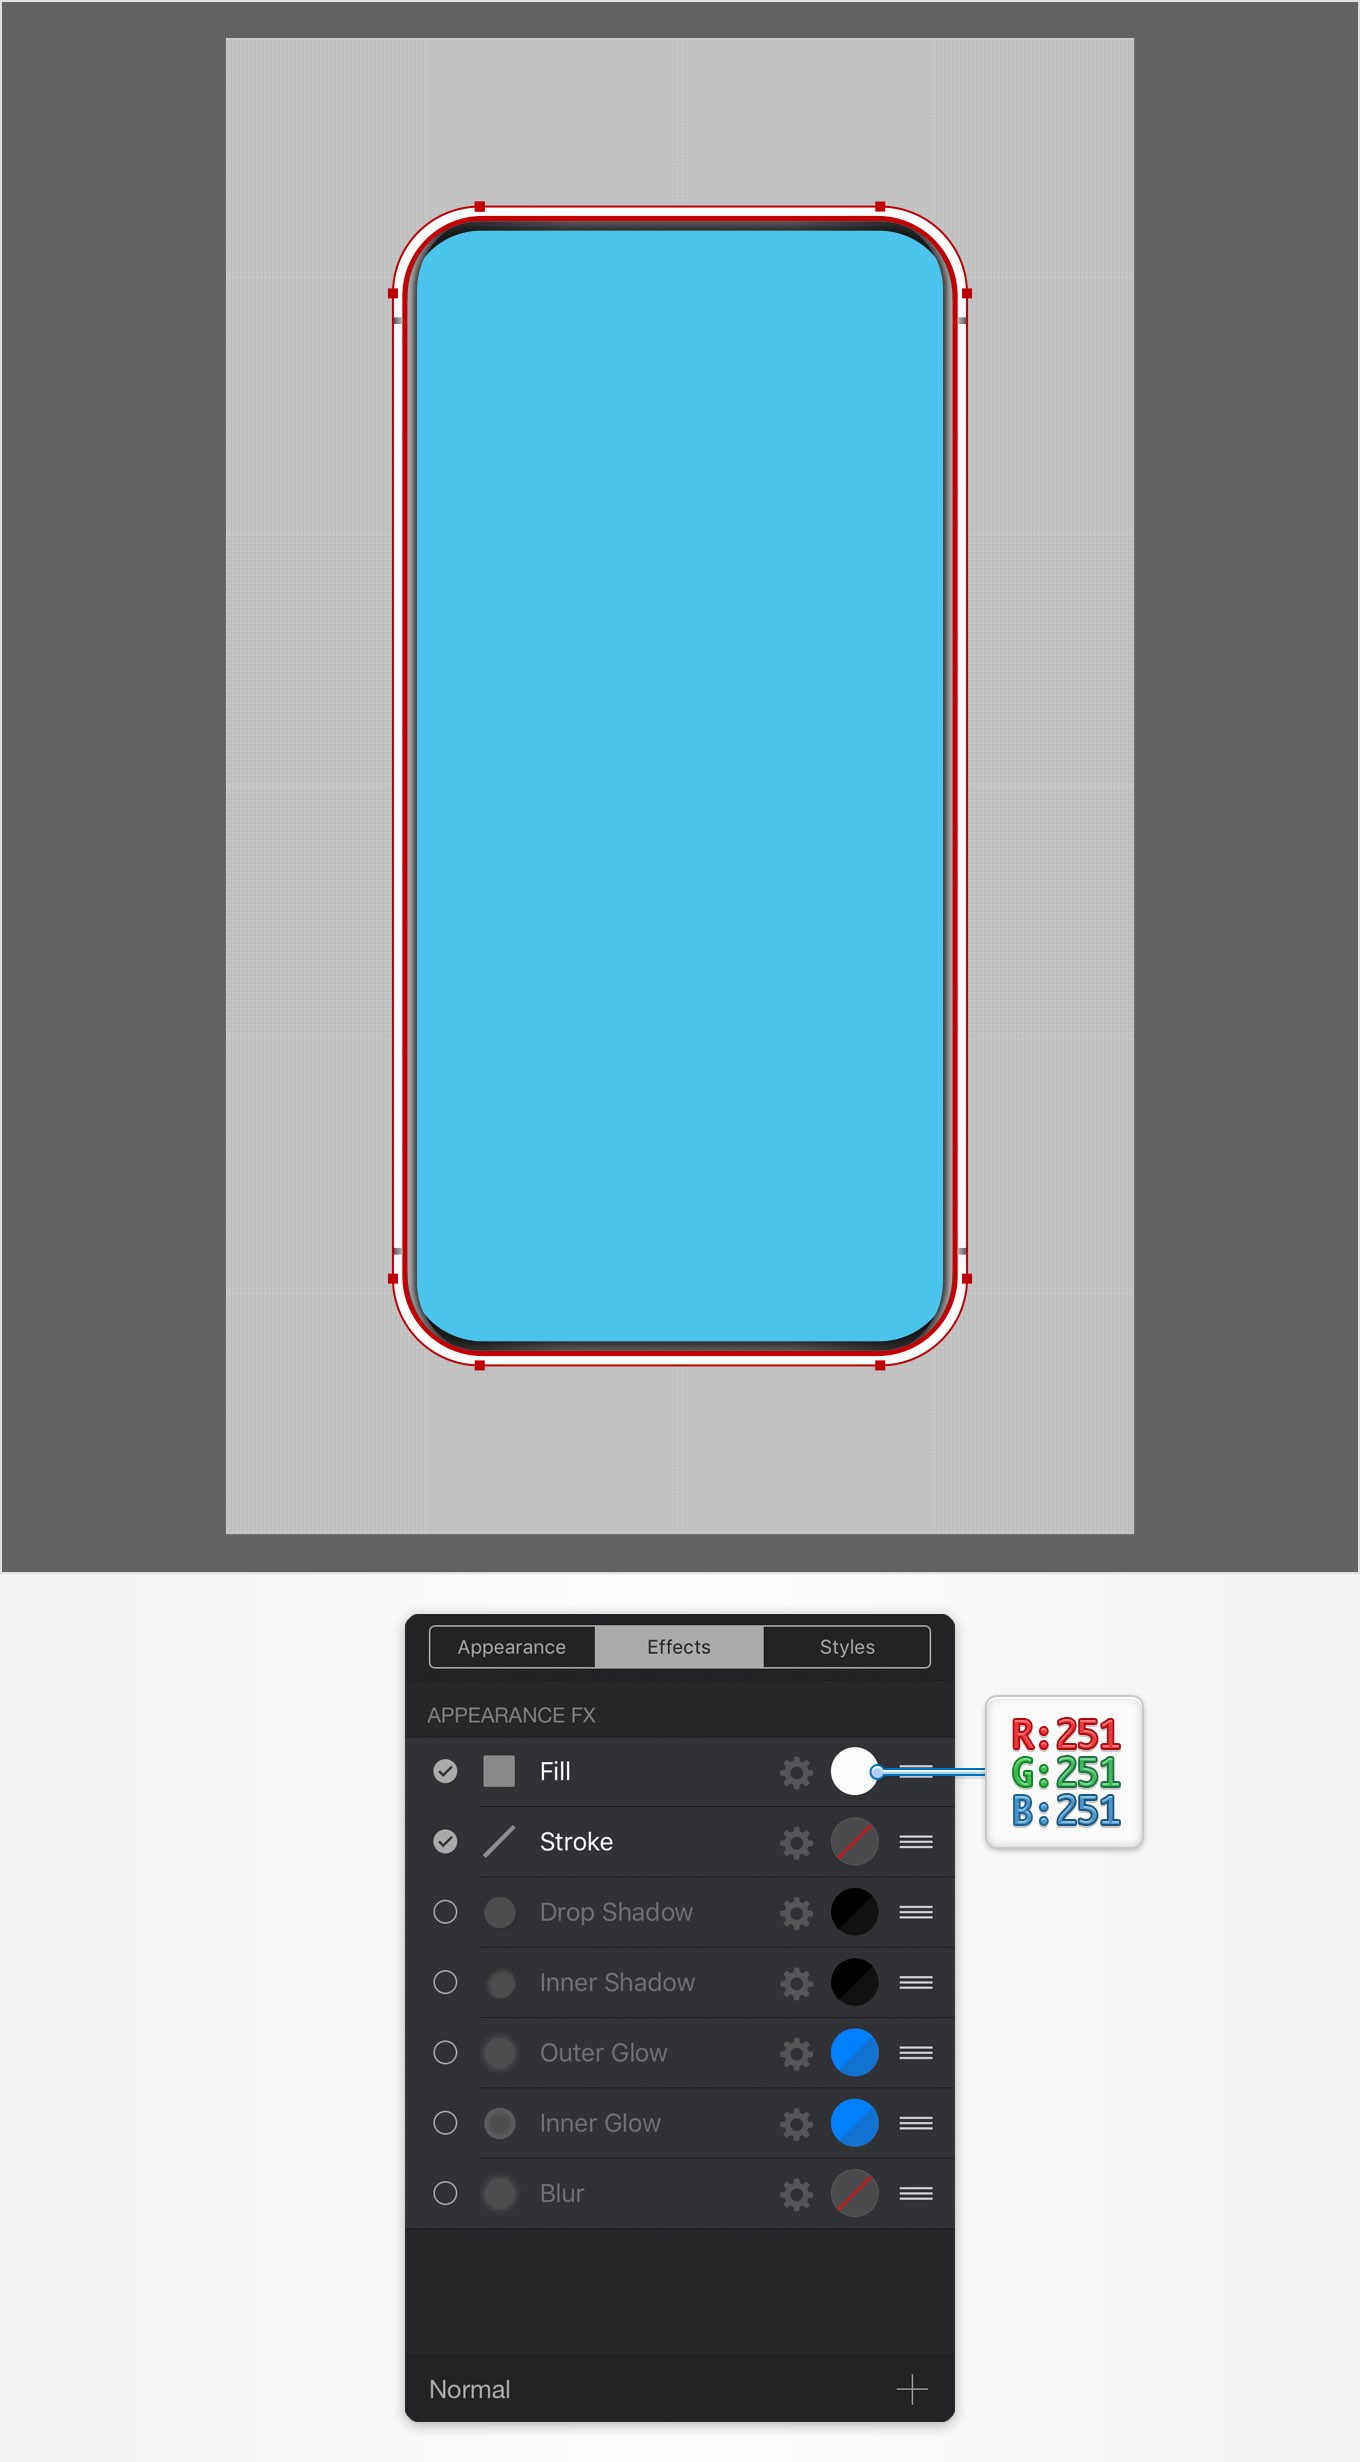 Appearance
Effects
Styles
APPEARANCE FX
Fill
R:251
G:251
B:251
Stroke
Drop Shadow
Inner Shadow
Outer Glow
Inner Glow
Blur
Normal